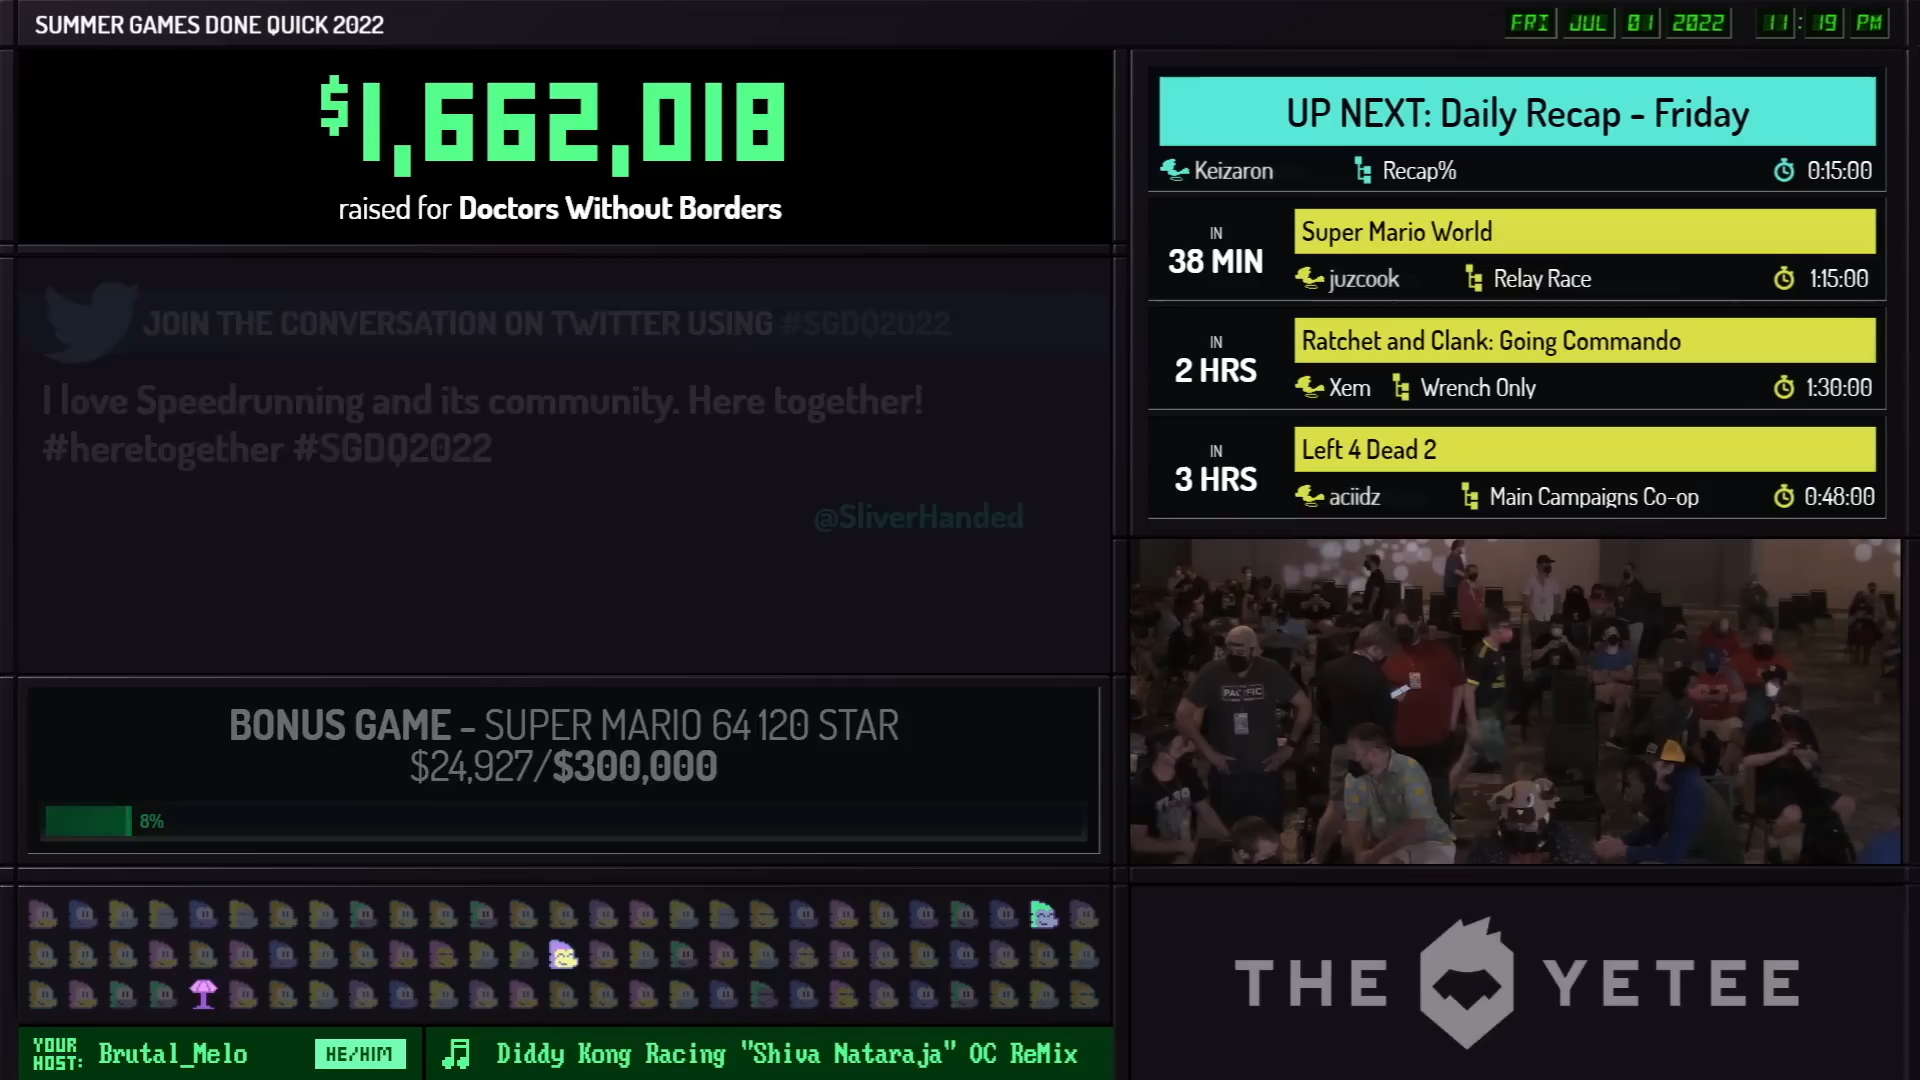 SUMMER GAMES DONE QUICK 2022
FRI JUL 01 2022 11:19 PM
$1,662,018
raised for Doctors Without Borders
JOIN THE CONVERSATION ON TWITTER USING #SGDQ2022
I love Speedrunning and its community. Here together!
#heretogether #SGDQ2022
@SliverHanded
BONUS GAME - SUPER MARIO 64 120 STAR
$24,927/$300,000
8%
YOUR HOST: Brutal_Melo HE/HIM
Diddy Kong Racing "Shiva Nataraja" OC ReMix
UP NEXT: Daily Recap - Friday
Keizaron Recap% 0:15:00
IN 38 MIN
Super Mario World
juzcook Relay Race 1:15:00
IN 2 HRS
Ratchet and Clank: Going Commando
Xem Wrench Only 1:30:00
IN 3 HRS
Left 4 Dead 2
aciidz Main Campaigns Co-op 0:48:00
PACIFIC
THE YETEE